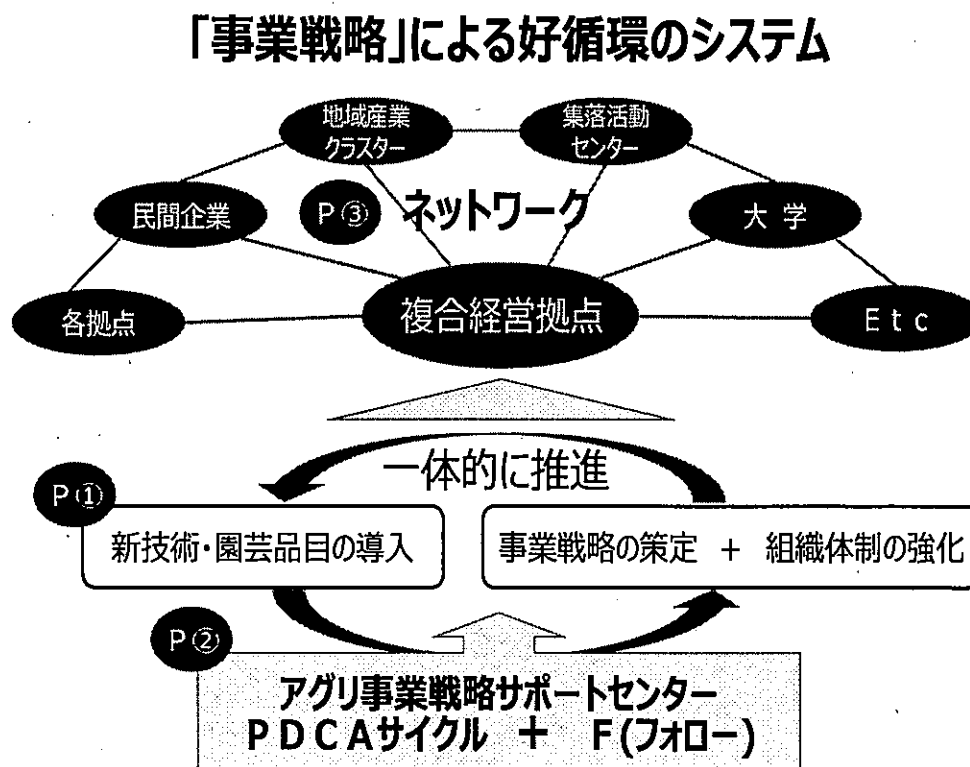 「事業戦略」による好循環のシステム
地域産業
クラスター
集落活動
センター
民間企業
P③
ネットワーク
大 学
各拠点
複合経営拠点
Ｅｔｃ
一体的に推進
P①
新技術・園芸品目の導入
事業戦略の策定 ＋ 組織体制の強化
P②
アグリ事業戦略サポートセンター
ＰＤＣＡサイクル ＋ Ｆ(フォロー)